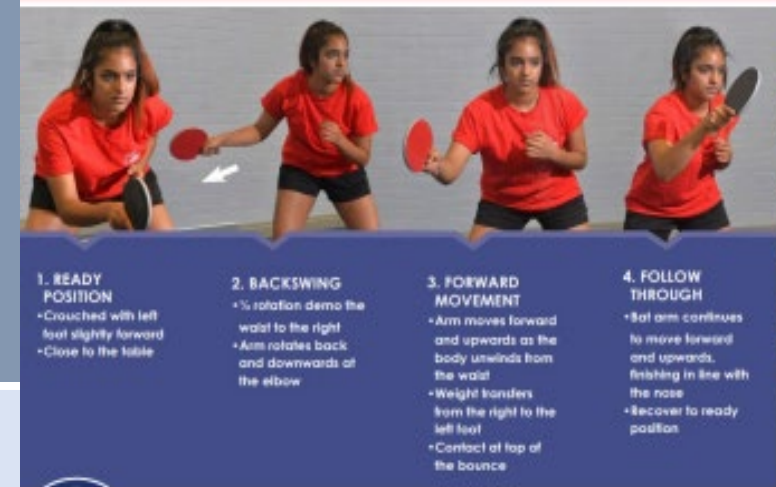 1. READY
POSITION
•Crouched with left
foot slightly forward
•Close to the table
2. BACKSWING
•¼ rotation demo the
waist to the right
•Arm rotates back
and downwards at
the elbow
3. FORWARD
MOVEMENT
•Arm moves forward
and upwards as the
body unwinds from
the waist
•Weight transfers
from the right to the
left foot
•Contact at top of
the bounce
4. FOLLOW
THROUGH
•Bat arm continues
to move forward
and upwards,
finishing in line with
the nose
•Recover to ready
position